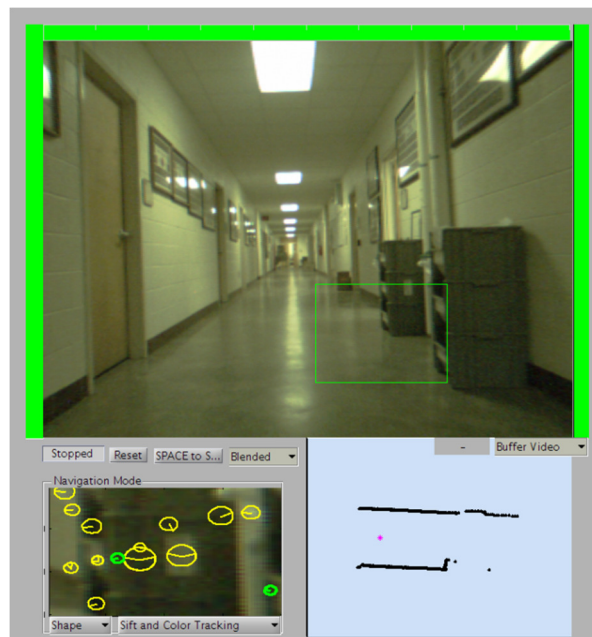 Stopped Reset SPACE to S... Blended - Buffer Video
Navigation Mode
Shape Sift and Color Tracking